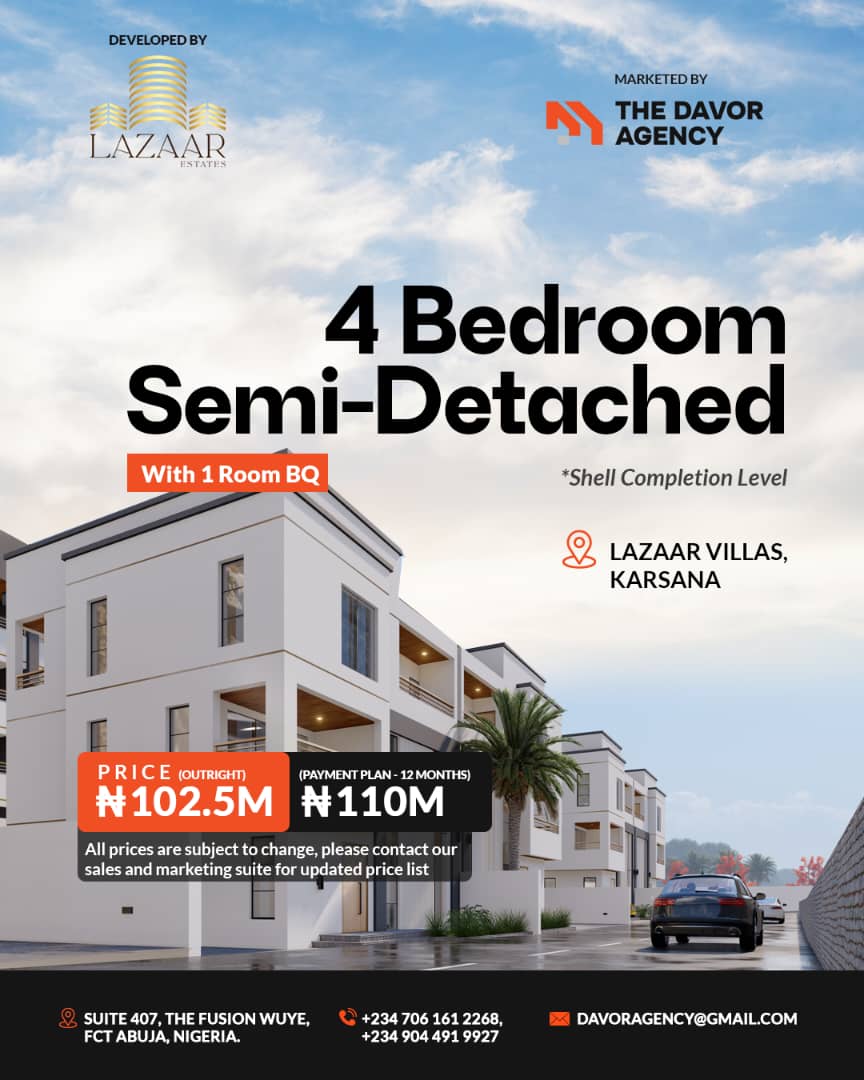 DEVELOPED BY
LAZAAR
ESTATES
MARKETED BY
THE DAVOR
AGENCY
4 Bedroom
Semi-Detached
With 1 Room BQ
*Shell Completion Level
LAZAAR VILLAS,
KARSANA
PRICE (OUTRIGHT)
₦102.5M
(PAYMENT PLAN - 12 MONTHS)
₦110M
All prices are subject to change, please contact our
sales and marketing suite for updated price list
SUITE 407, THE FUSION WUYE,
FCT ABUJA, NIGERIA.
+234 706 161 2268,
+234 904 491 9927
DAVORAGENCY@GMAIL.COM